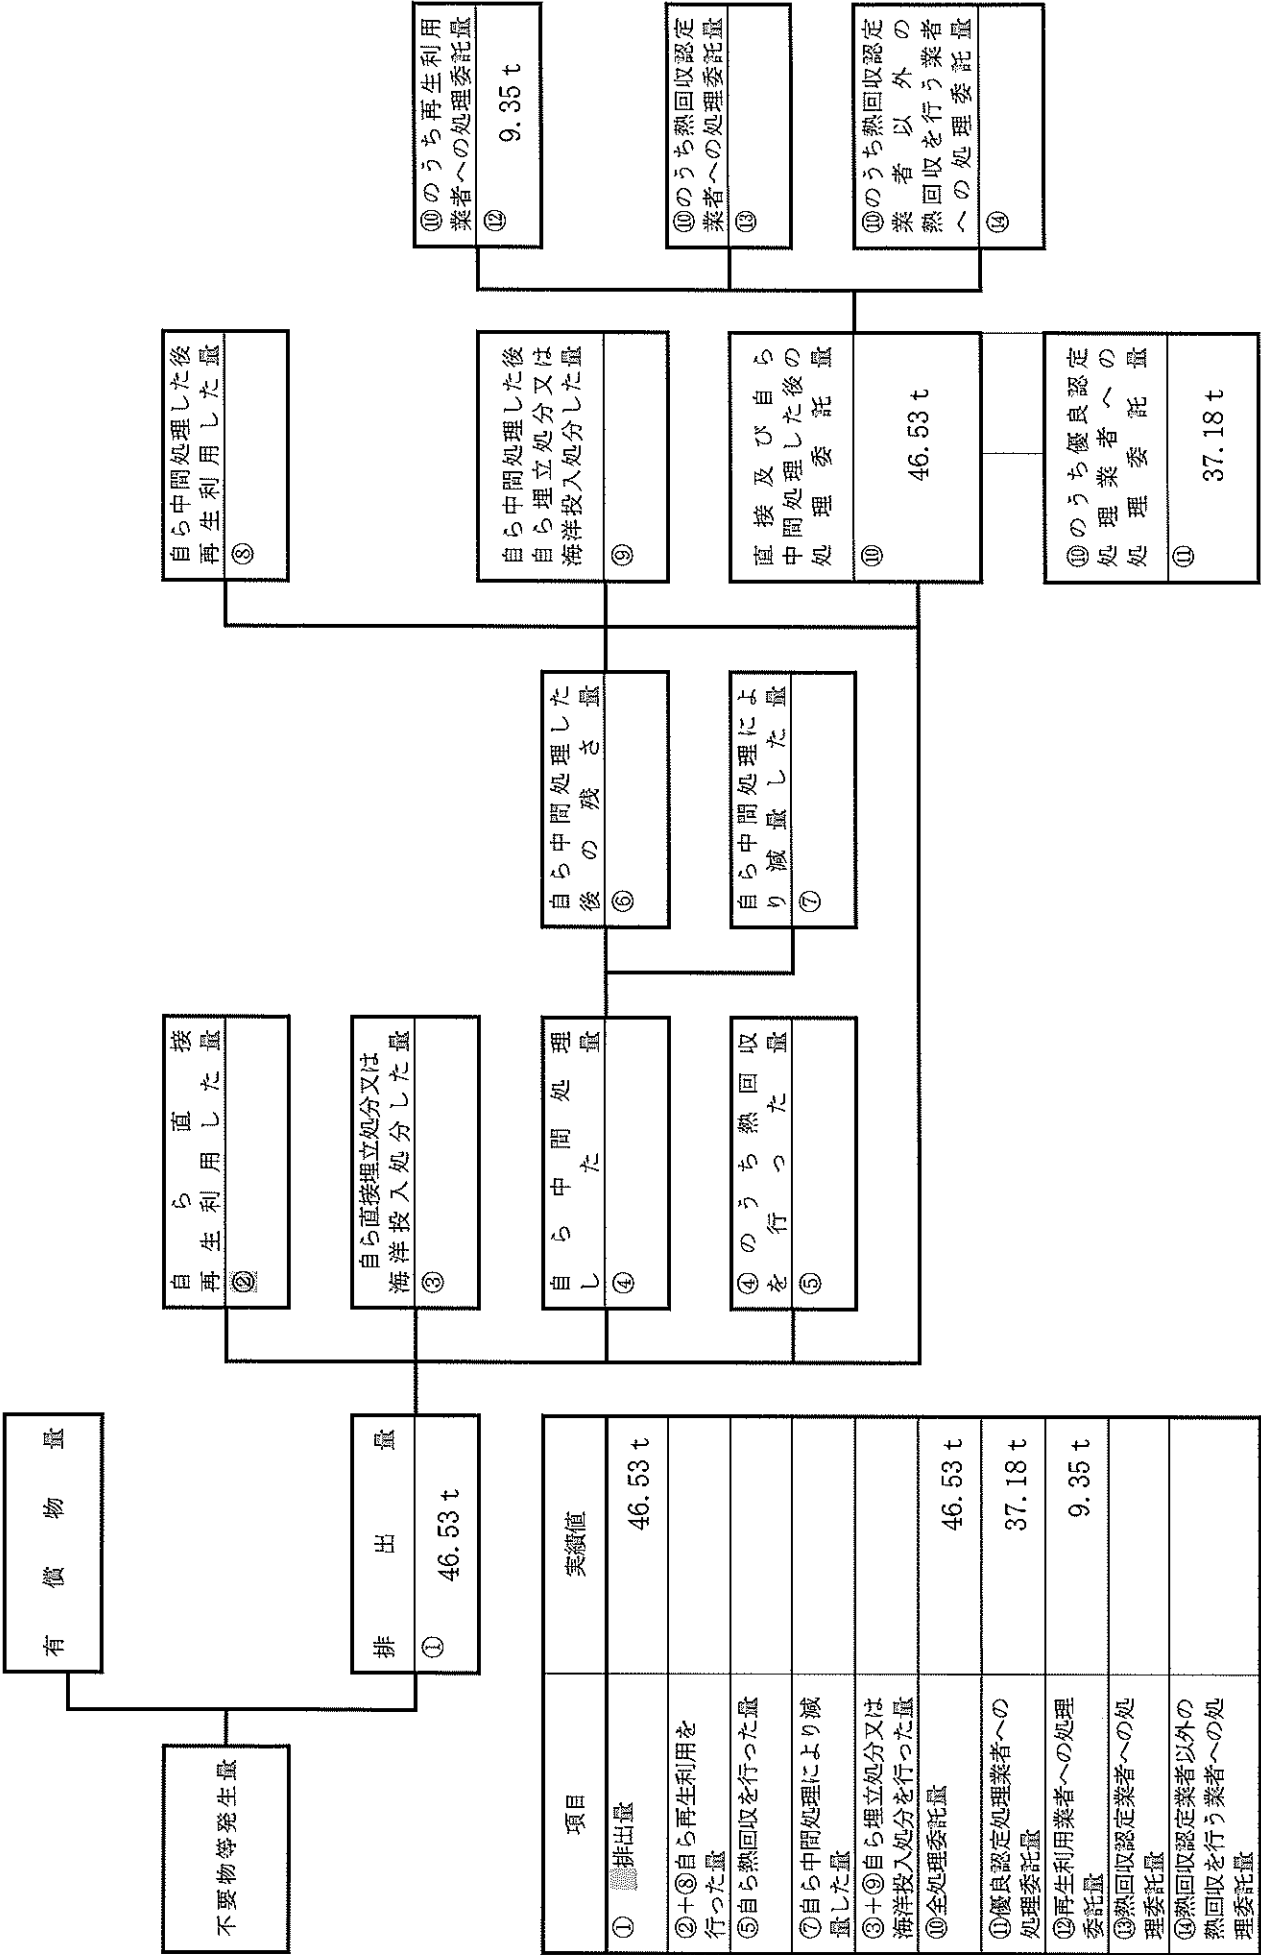 不要物等発生量
有償物量
排出量
①
46.53 t
自ら直接
再生利用した量
②
自ら直接埋立処分又は
海洋投入処分した量
③
自ら中間処理
した量
④
④のうち熱回収
を行った量
⑤
自ら中間処理した
後の残さ量
⑥
自ら中間処理によ
り減量した量
⑦
自ら中間処理した後
再生利用した量
⑧
自ら中間処理した後
自ら埋立処分又は
海洋投入処分した量
⑨
直接及び自ら
中間処理した後の
処理委託量
⑩
46.53 t
⑩のうち優良認定
処理業者への
処理委託量
⑪
37.18 t
⑩のうち再生利用
業者への処理委託量
⑫
9.35 t
⑩のうち熱回収認定
業者への処理委託量
⑬
⑩のうち熱回収認定
業者以外の
熱回収を行う業者
への処理委託量
⑭
項目
実績値
①排出量
46.53 t
②+⑧自ら再生利用を
行った量
⑤自ら熱回収を行った量
⑦自ら中間処理により減
量した量
③+⑨自ら埋立処分又は
海洋投入処分を行った量
⑩全処理委託量
46.53 t
⑪優良認定処理業者への
処理委託量
37.18 t
⑫再生利用業者への処理
委託量
9.35 t
⑬熱回収認定業者への処
理委託量
⑭熱回収認定業者以外の
熱回収を行う業者への処
理委託量